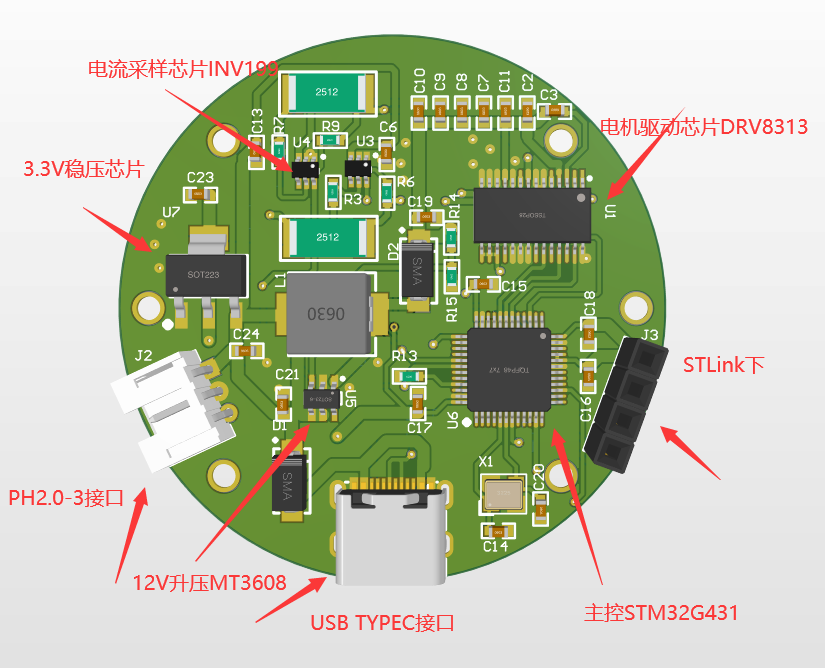 电流采样芯片INV199
2512
C10
C9
C8
C7
C11
C2
C3
电机驱动芯片DRV8313
C13
R7
R9
U4
U3
C6
3.3V稳压芯片
C23
R3
R6
U7
C19
R14
TSSOP28
U1
2512
D2
SMA
SOT223
L1
0630
R15
C15
C18
J3
C24
J2
STLink下
R13
TQFP48 7x7
C21
U5
C16
C17
U6
D1
SMA
X1
C20
PH2.0-3接口
C14
12V升压MT3608
USB TYPEC接口
主控STM32G431